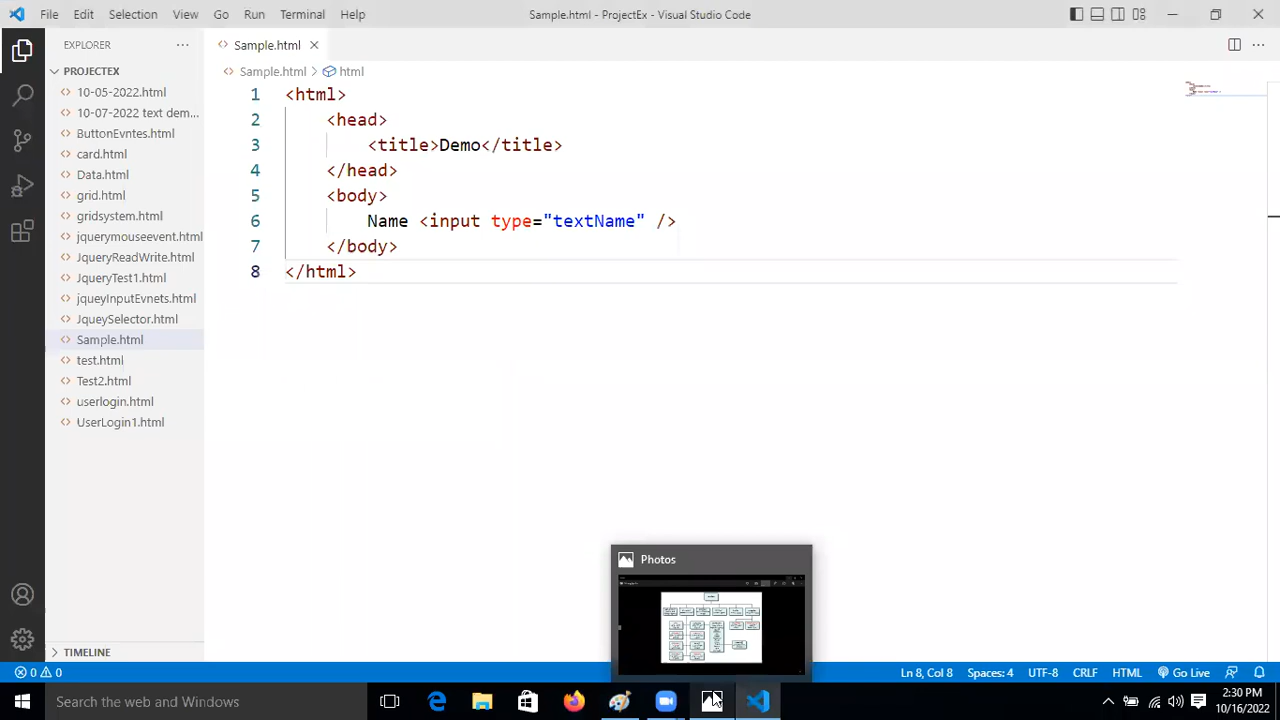 File Edit Selection View Go Run Terminal Help Sample.html - ProjectEx - Visual Studio Code
EXPLORER
PROJECTEX
10-05-2022.html
10-07-2022 text dem...
ButtonEvntes.html
card.html
Data.html
grid.html
gridsystem.html
jquerymouseevent.html
JqueryReadWrite.html
JqueryTest1.html
jqueyInputEvnets.html
JqueySelector.html
Sample.html
test.html
Test2.html
userlogin.html
UserLogin1.html
TIMELINE
Sample.html
Sample.html > html
1 <html>
2 <head>
3 <title>Demo</title>
4 </head>
5 <body>
6 Name <input type="textName" />
7 </body>
8 </html>
Photos
0 0 Ln 8, Col 8 Spaces: 4 UTF-8 CRLF HTML Go Live
Search the web and Windows
2:30 PM
10/16/2022